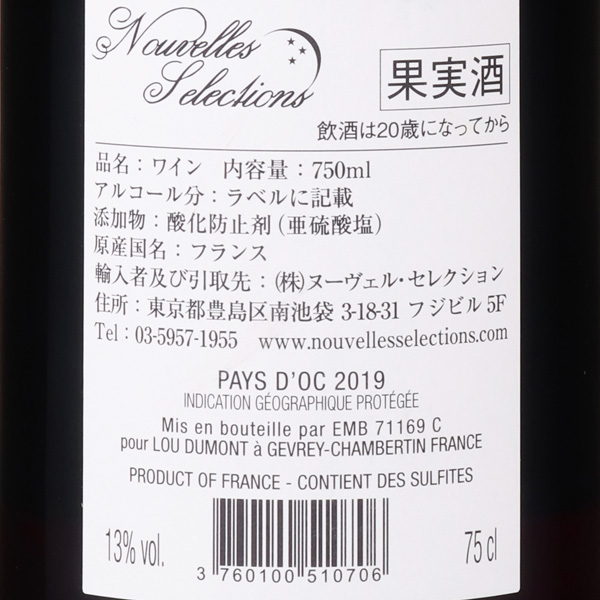 Nouvelles
Selections
果実酒
飲酒は20歳になってから
品名：ワイン　内容量：750ml
アルコール分：ラベルに記載
添加物：酸化防止剤（亜硫酸塩）
原産国名：フランス
輸入者及び引取先：(株)ヌーヴェル・セレクション
住所：東京都豊島区南池袋 3-18-31 フジビル 5F
Tel：03-5957-1955　www.nouvellesselections.com
PAYS D'OC 2019
INDICATION GÉOGRAPHIQUE PROTÉGÉE
Mis en bouteille par EMB 71169 C
pour LOU DUMONT à GEVREY-CHAMBERTIN FRANCE
PRODUCT OF FRANCE - CONTIENT DES SULFITES
13% vol.
75 cl
3 760100 510706